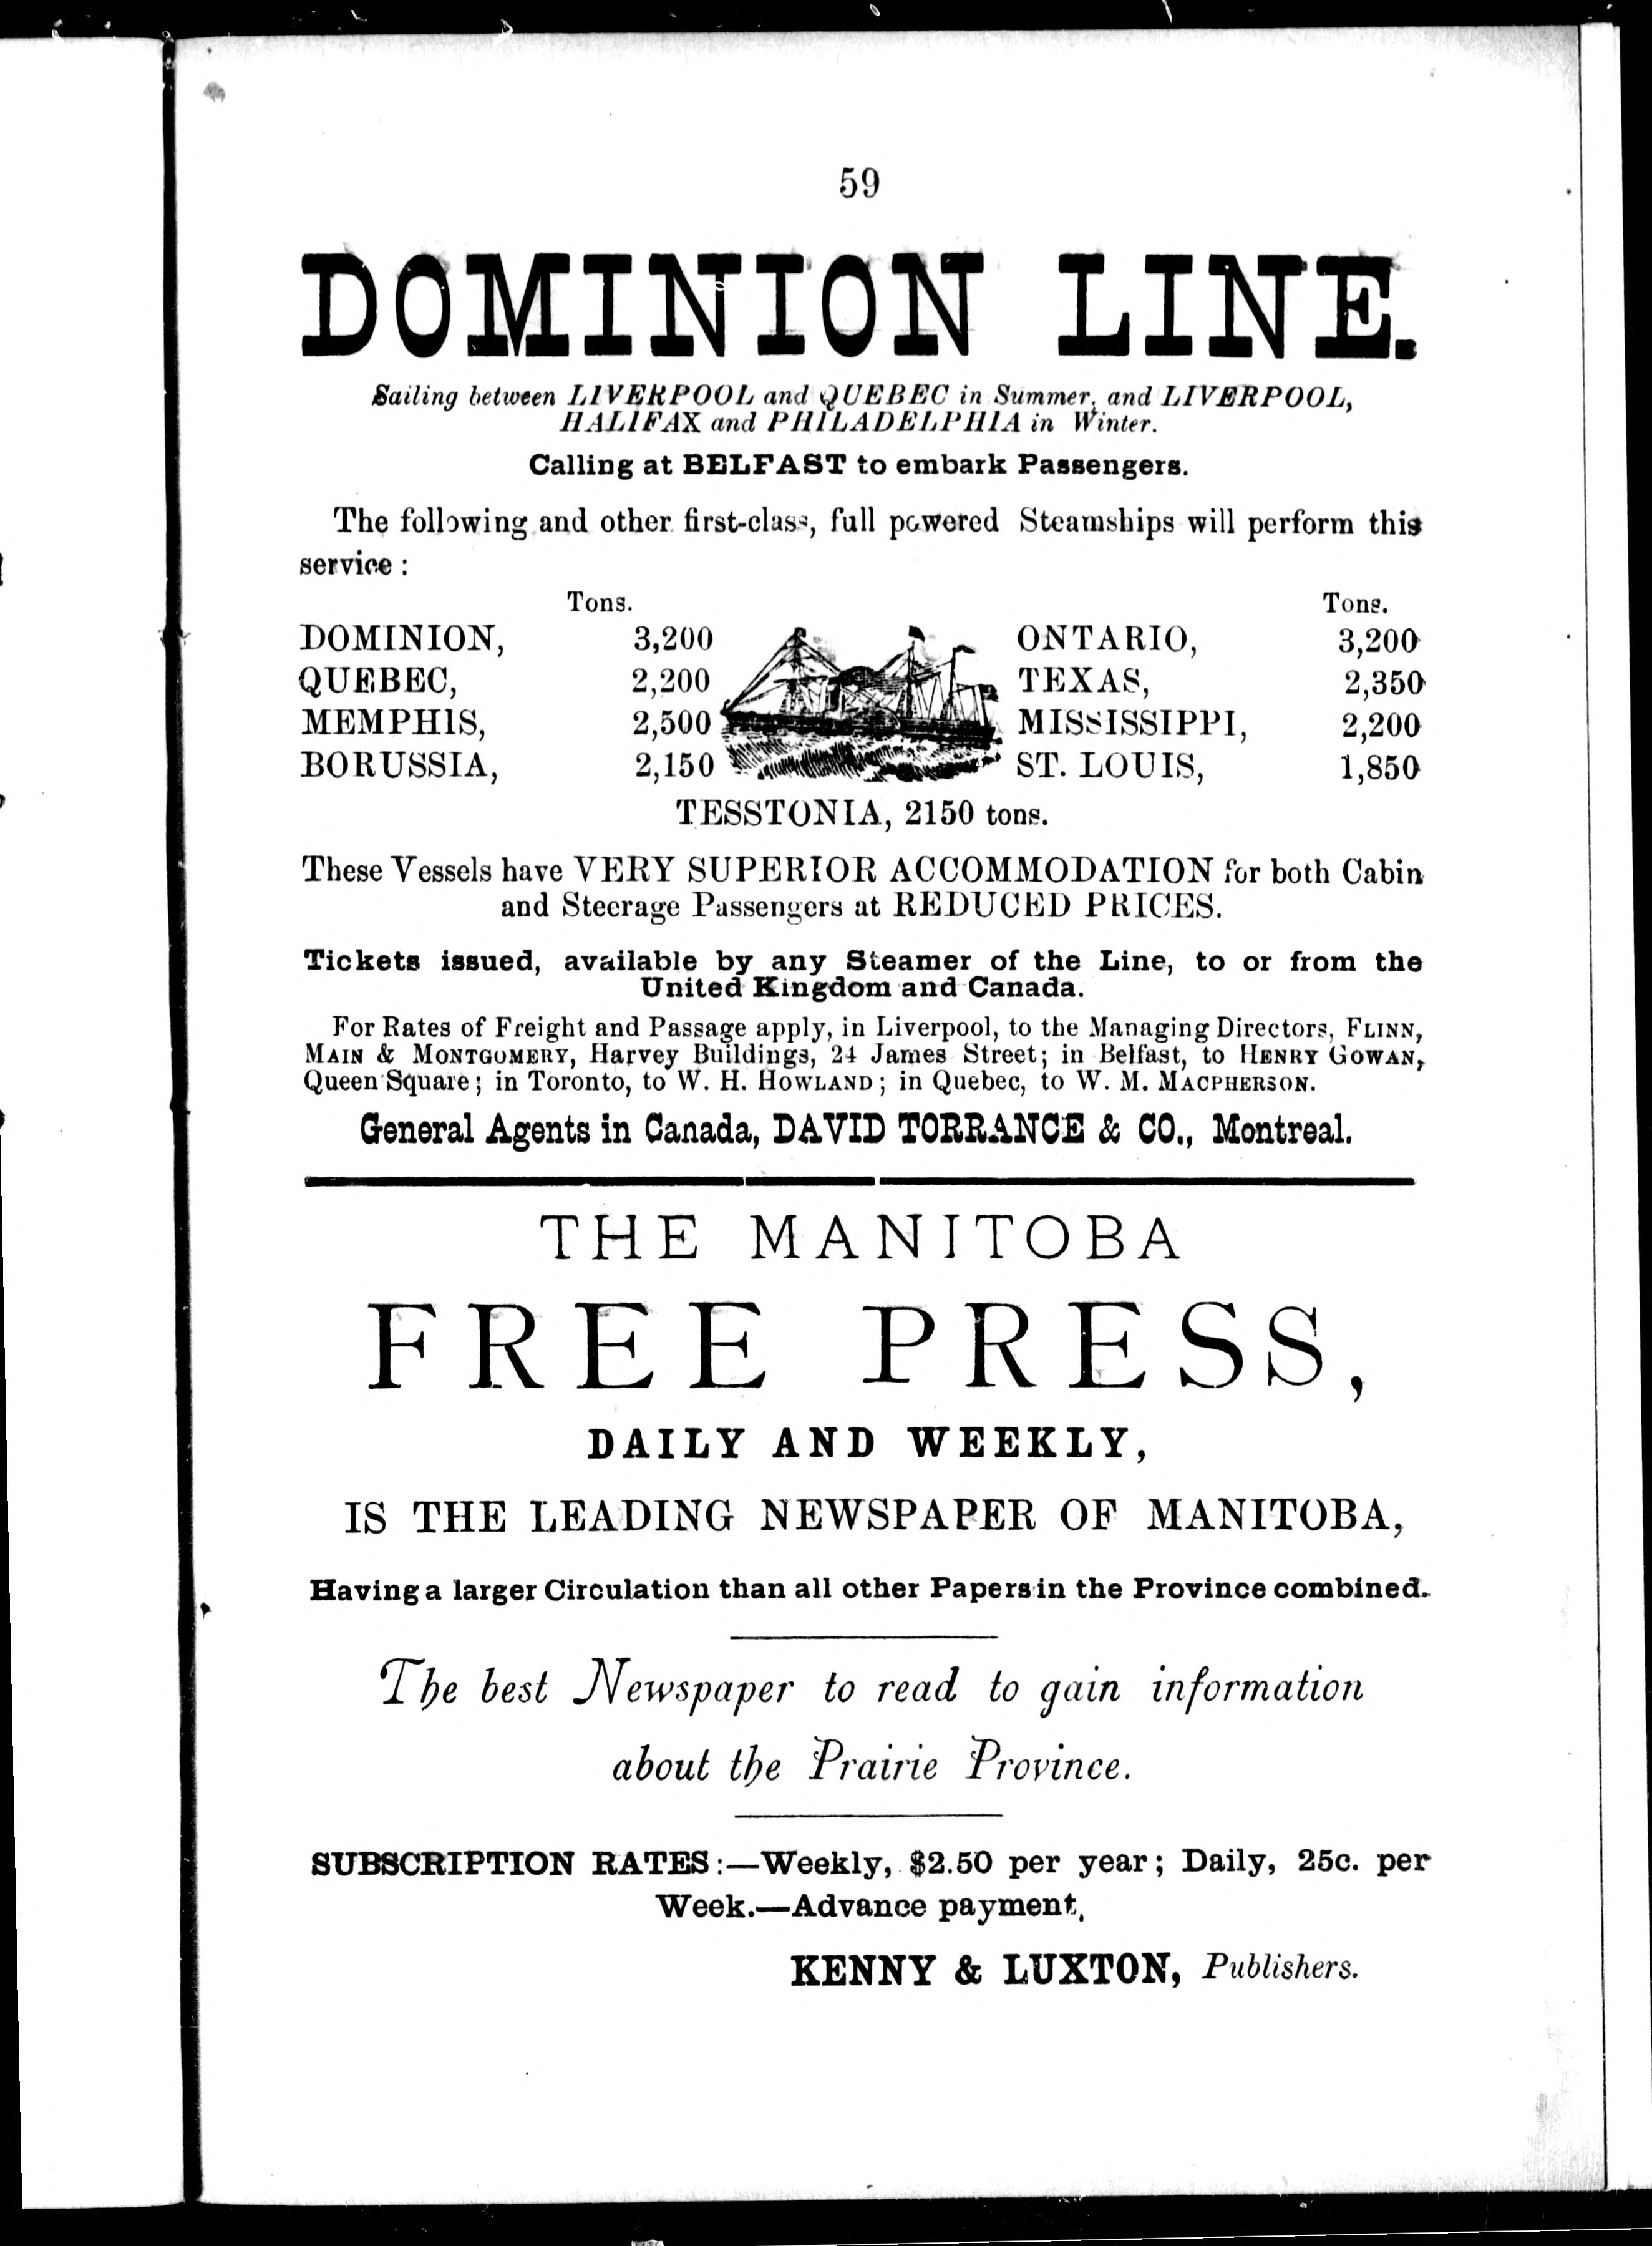 59
DOMINION LINE.
Sailing between LIVERPOOL and QUEBEC in Summer, and LIVERPOOL,
HALIFAX and PHILADELPHIA in Winter.
Calling at BELFAST to embark Passengers.
The following and other first-class, full powered Steamships will perform this
service :
Tons. Tons.
DOMINION, 3,200 ONTARIO, 3,200
QUEBEC, 2,200 TEXAS, 2,350
MEMPHIS, 2,500 MISSISSIPPI, 2,200
BORUSSIA, 2,150 ST. LOUIS, 1,850
TESSTONIA, 2150 tons.
These Vessels have VERY SUPERIOR ACCOMMODATION for both Cabin
and Steerage Passengers at REDUCED PRICES.
Tickets issued, available by any Steamer of the Line, to or from the
United Kingdom and Canada.
For Rates of Freight and Passage apply, in Liverpool, to the Managing Directors, FLINN,
MAIN & MONTGOMERY, Harvey Buildings, 24 James Street; in Belfast, to HENRY GOWAN,
Queen Square; in Toronto, to W. H. HOWLAND; in Quebec, to W. M. MACPHERSON.
General Agents in Canada, DAVID TORRANCE & CO., Montreal.
THE MANITOBA
FREE PRESS,
DAILY AND WEEKLY,
IS THE LEADING NEWSPAPER OF MANITOBA,
Having a larger Circulation than all other Papers in the Province combined.
The best Newspaper to read to gain information
about the Prairie Province.
SUBSCRIPTION RATES:—Weekly, $2.50 per year; Daily, 25c. per
Week.—Advance payment.
KENNY & LUXTON, Publishers.